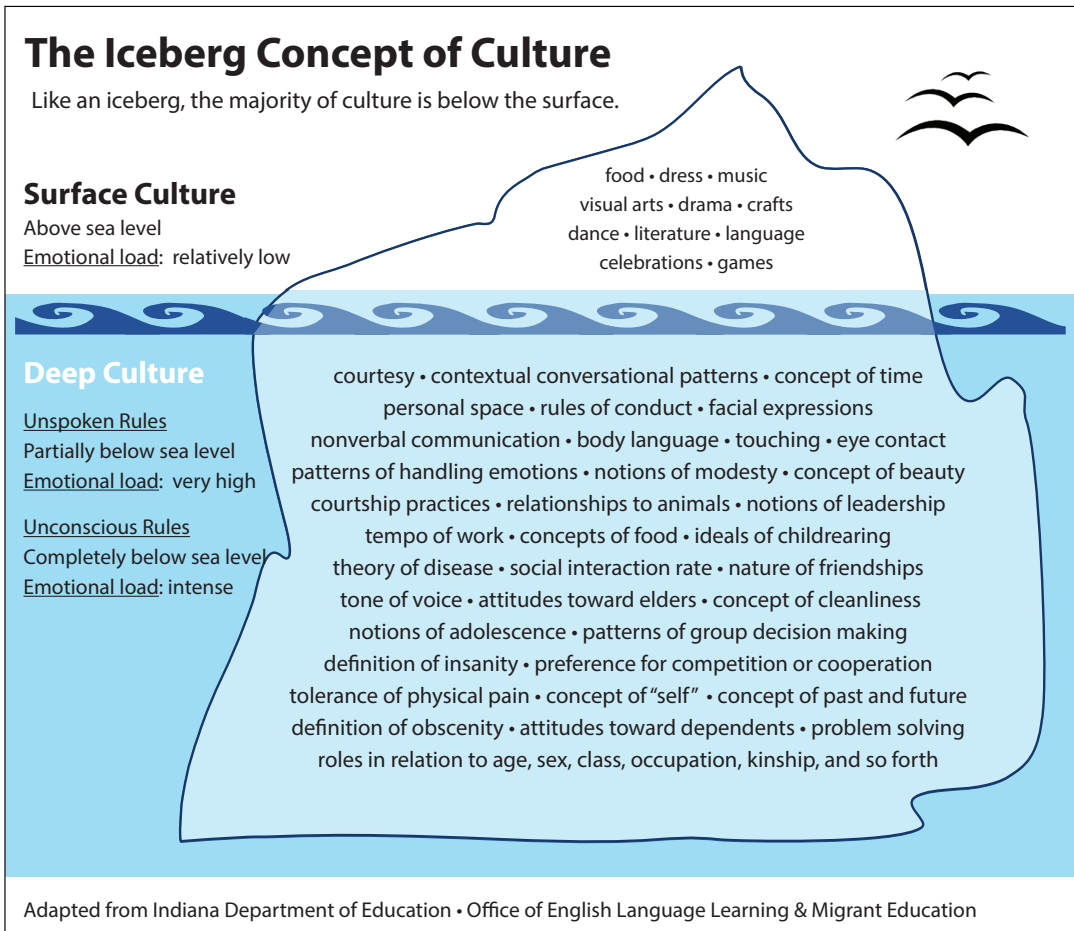 The Iceberg Concept of Culture
Like an iceberg, the majority of culture is below the surface.
Surface Culture
Above sea level
Emotional load:  relatively low
food • dress • music
visual arts • drama • crafts
dance • literature • language
celebrations • games
Deep Culture
Unspoken Rules
Partially below sea level
Emotional load:  very high
Unconscious Rules
Completely below sea level
Emotional load: intense
courtesy • contextual conversational patterns • concept of time
personal space • rules of conduct • facial expressions
nonverbal communication • body language • touching • eye contact
patterns of handling emotions • notions of modesty • concept of beauty
courtship practices • relationships to animals • notions of leadership
tempo of work • concepts of food • ideals of childrearing
theory of disease • social interaction rate • nature of friendships
tone of voice • attitudes toward elders • concept of cleanliness
notions of adolescence • patterns of group decision making
definition of insanity • preference for competition or cooperation
tolerance of physical pain • concept of “self” • concept of past and future
definition of obscenity • attitudes toward dependents • problem solving
roles in relation to age, sex, class, occupation, kinship, and so forth
Adapted from Indiana Department of Education • Office of English Language Learning & Migrant Education